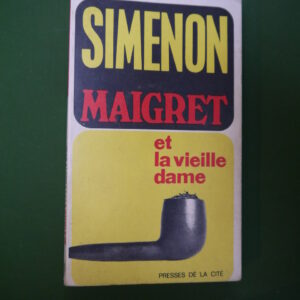 SIMENON
MAIGRET
et
la vieille
dame
PRESSES DE LA CITÉ